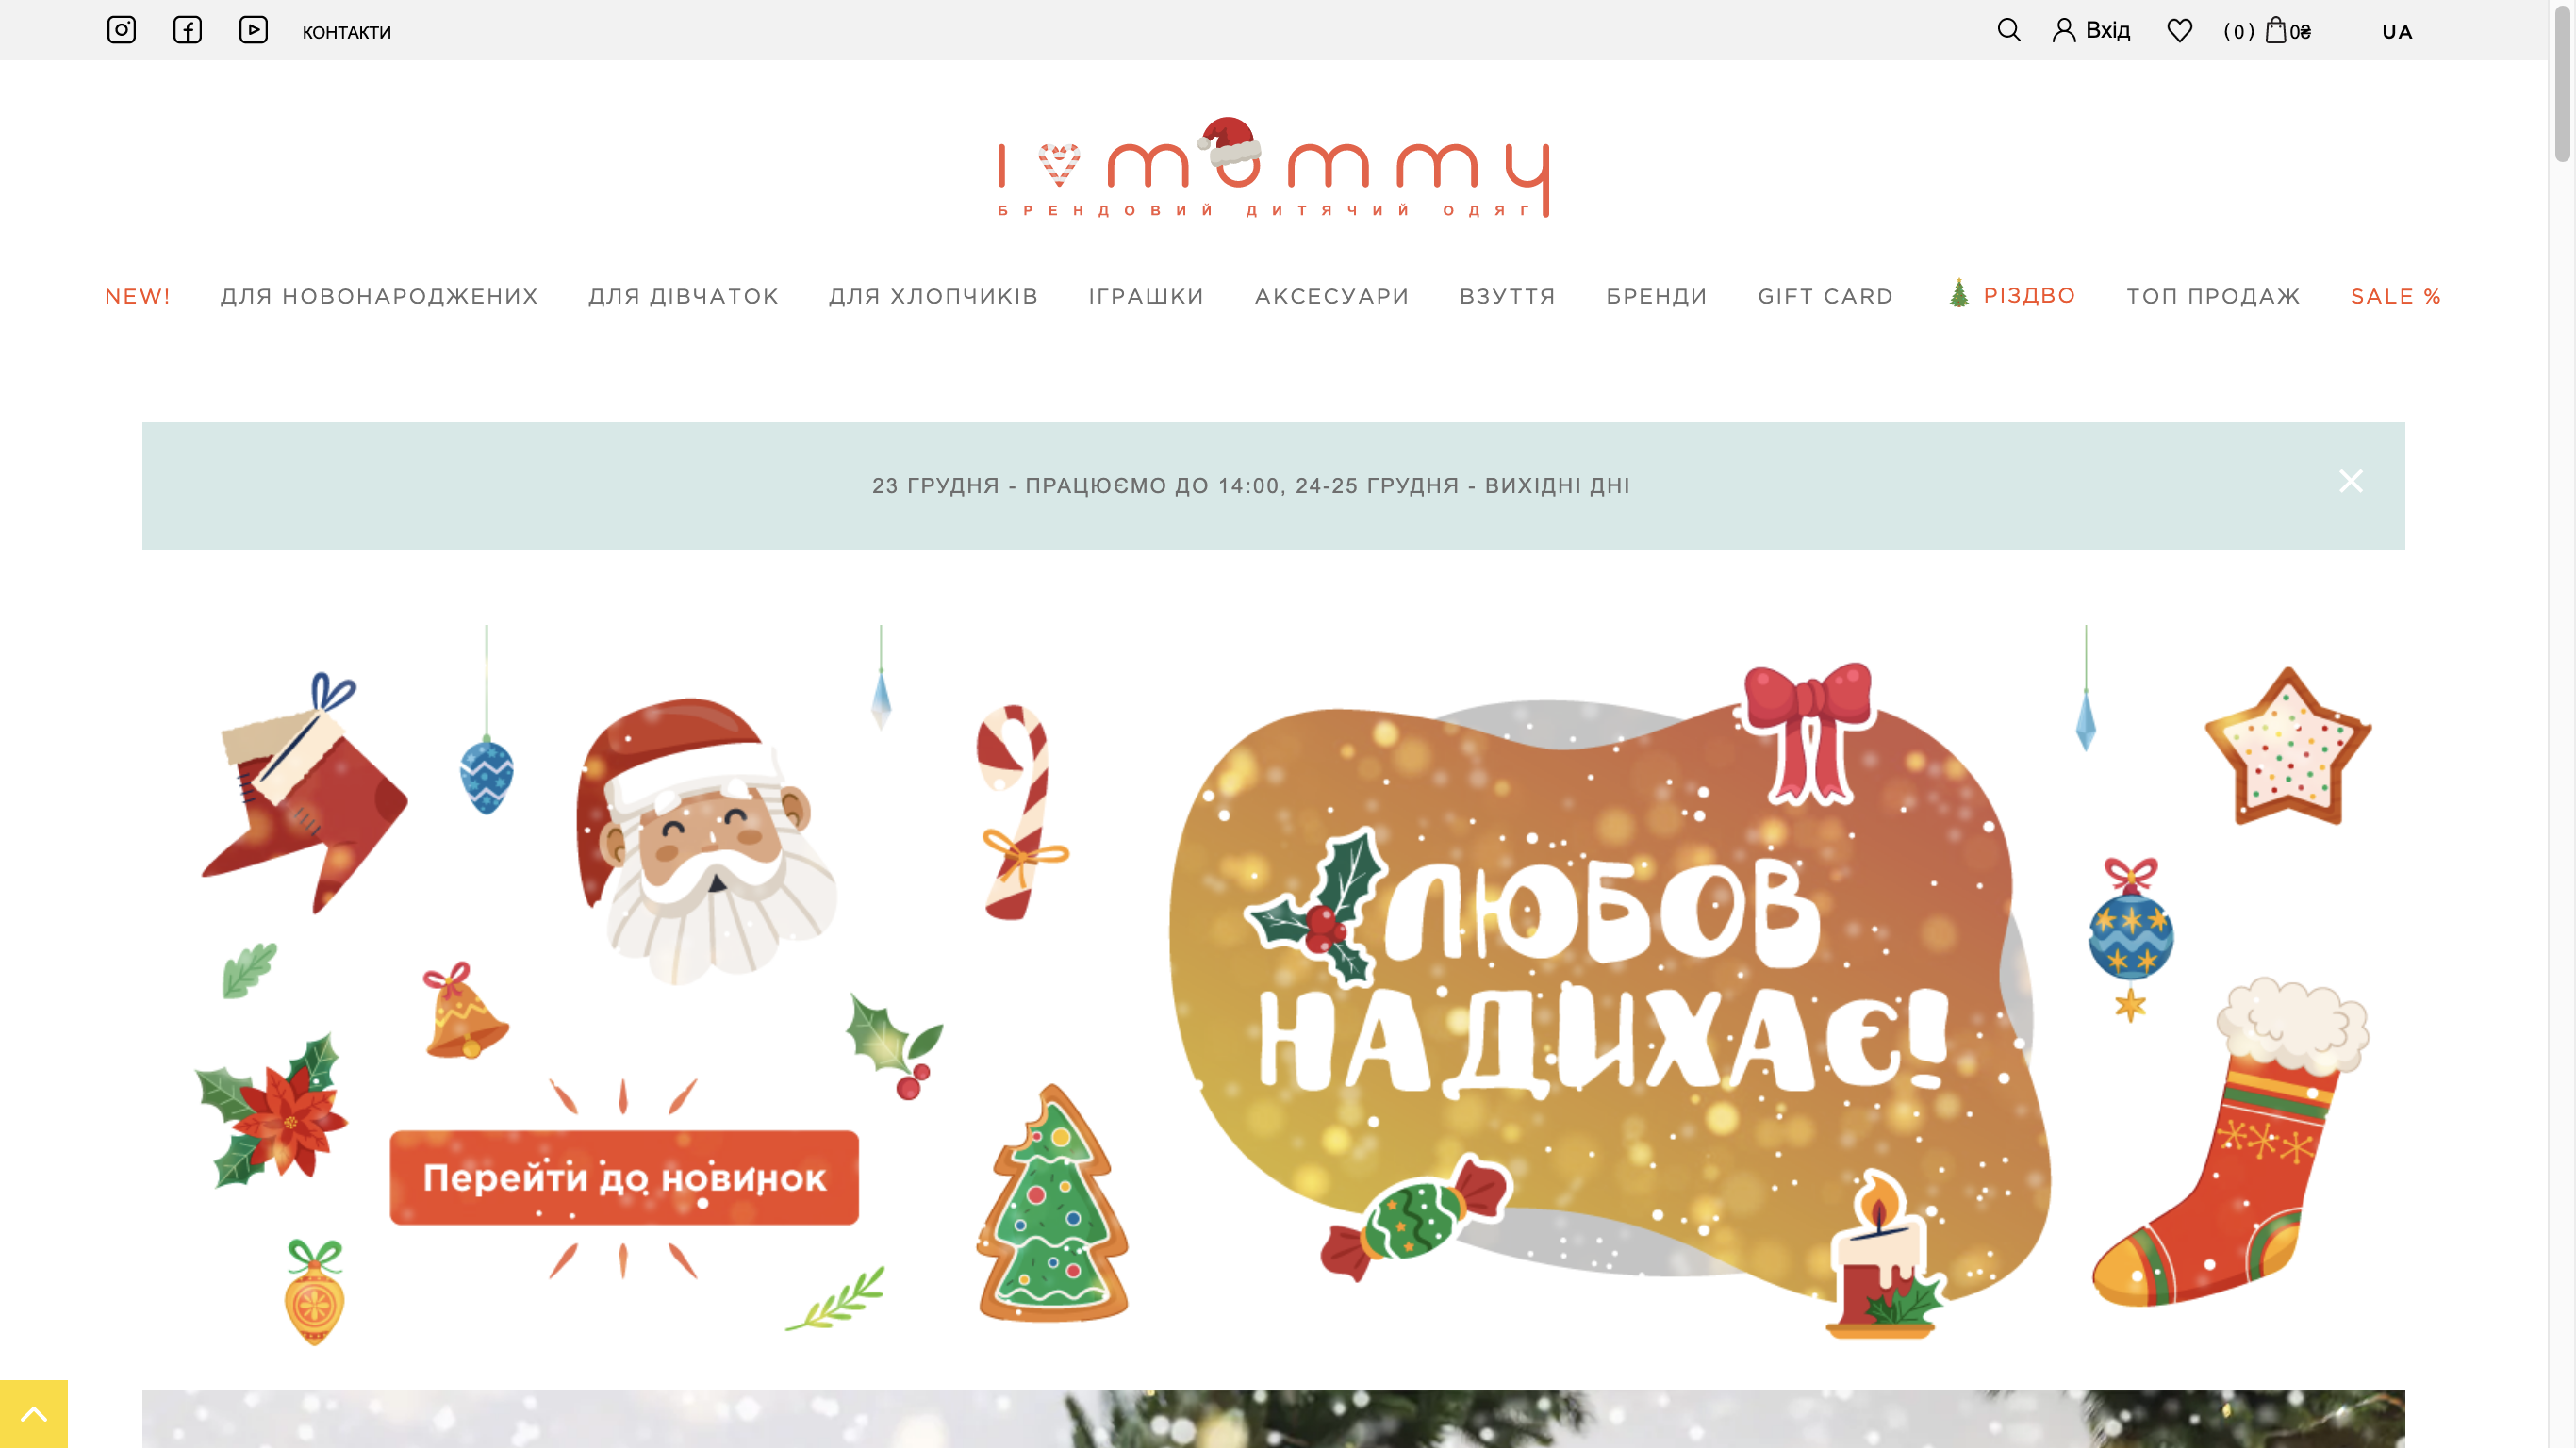 КОНТАКТИ
Вхід
(0)
0₴
UA
I mommy
БРЕНДОВИЙ ДИТЯЧИЙ ОДЯГ
NEW!
ДЛЯ НОВОНАРОДЖЕНИХ
ДЛЯ ДІВЧАТОК
ДЛЯ ХЛОПЧИКІВ
ІГРАШКИ
АКСЕСУАРИ
ВЗУТТЯ
БРЕНДИ
GIFT CARD
РІЗДВО
ТОП ПРОДАЖ
SALE %
23 ГРУДНЯ - ПРАЦЮЄМО ДО 14:00, 24-25 ГРУДНЯ - ВИХІДНІ ДНІ
ЛЮБОВ
НАДИХАЄ!
Перейти до новинок